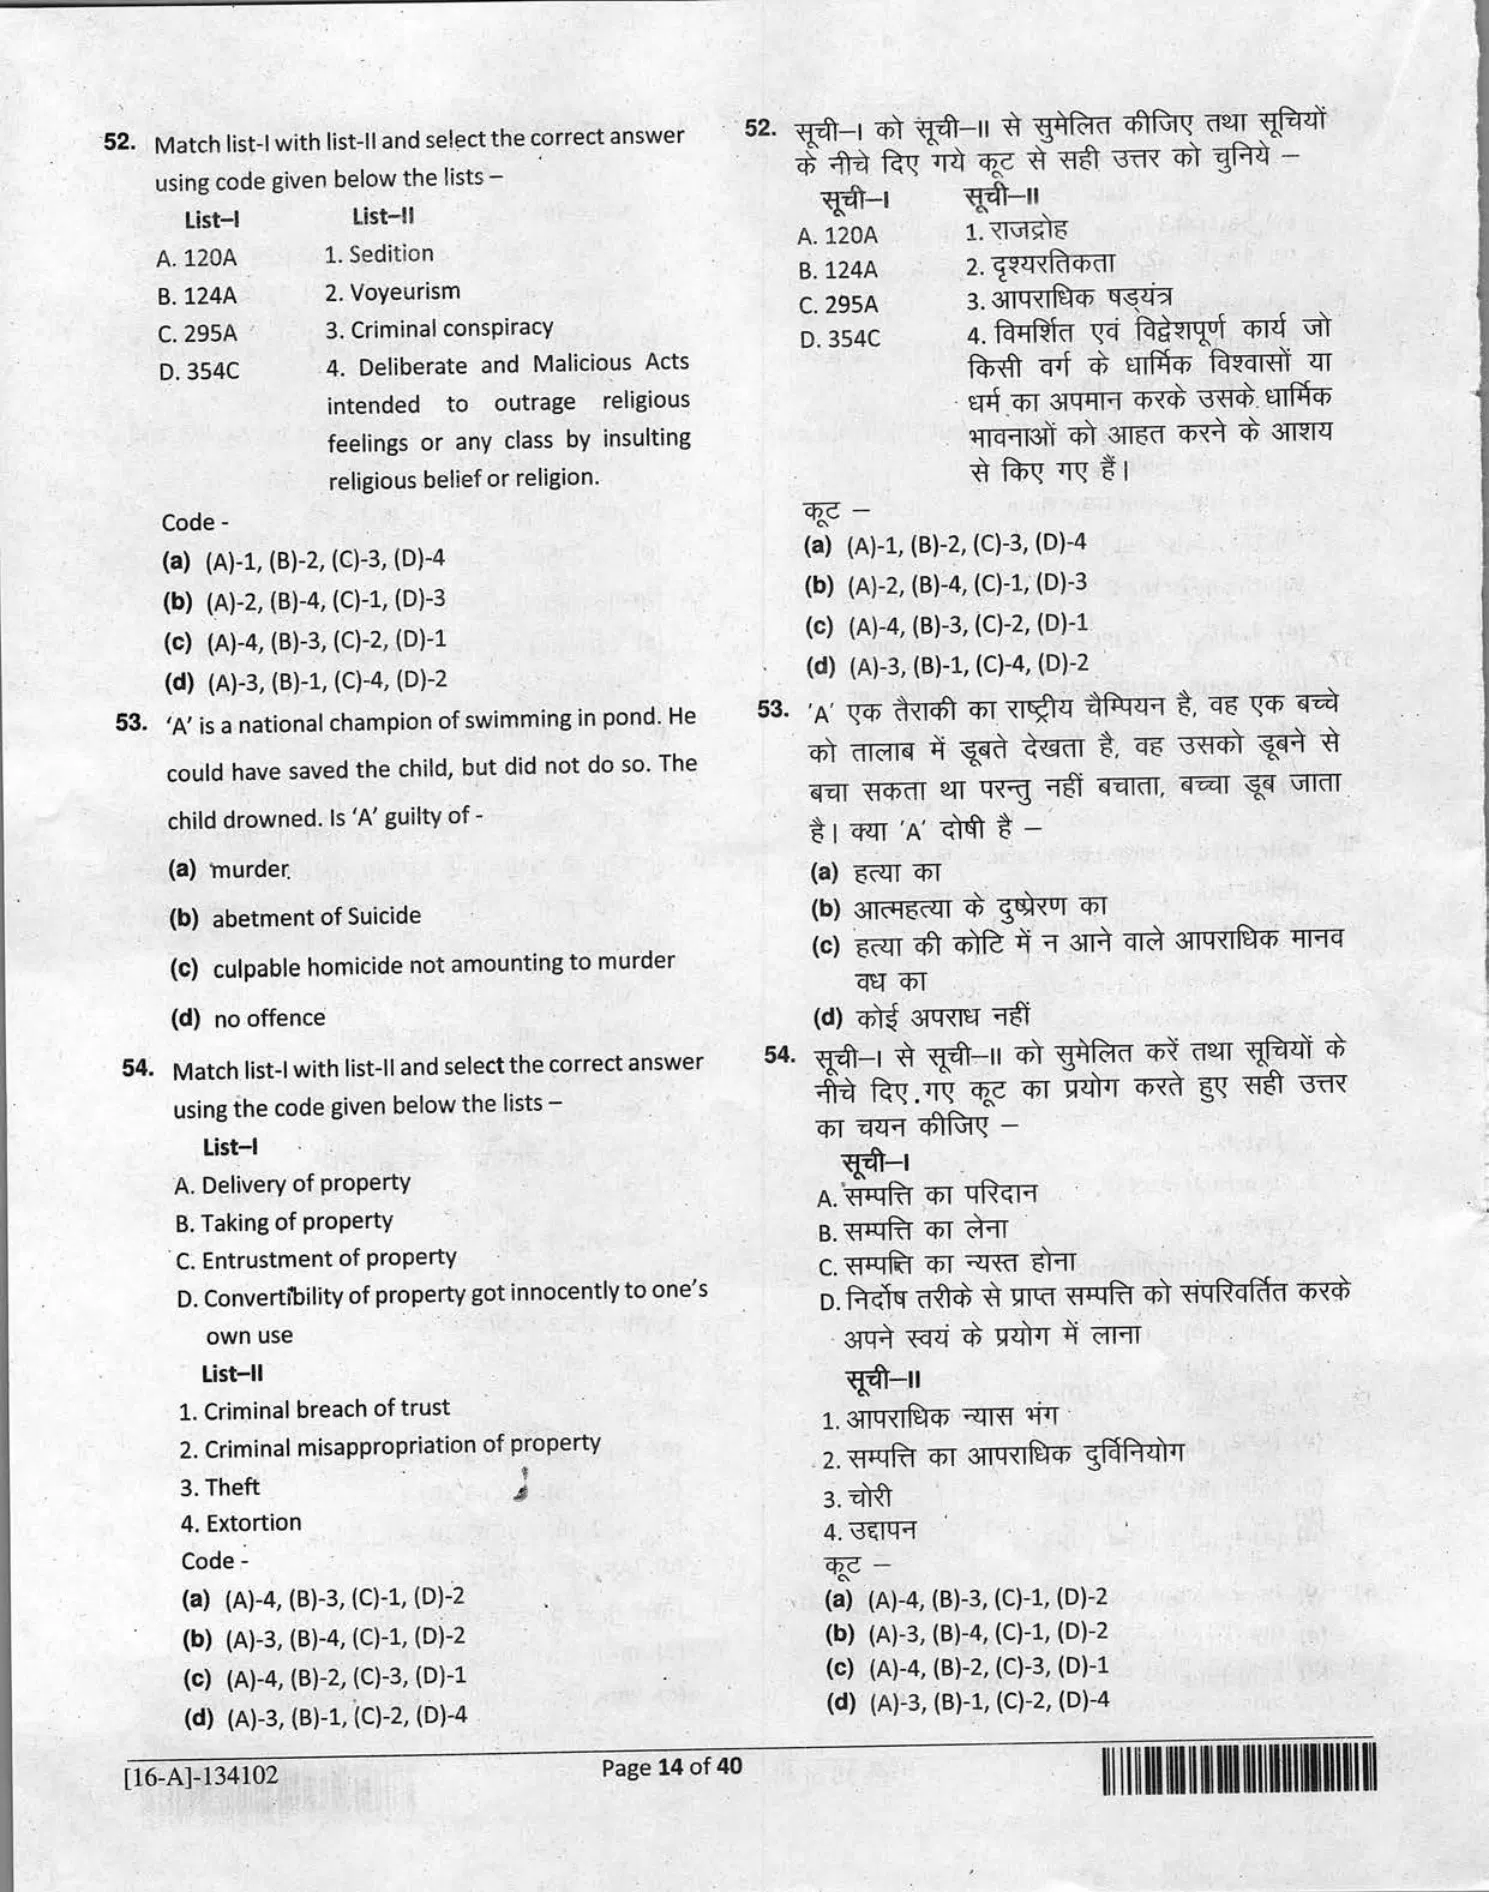 52. Match list-I with list-II and select the correct answer
using code given below the lists –
List–I List–II
A. 120A 1. Sedition
B. 124A 2. Voyeurism
C. 295A 3. Criminal conspiracy
D. 354C 4. Deliberate and Malicious Acts
intended to outrage religious
feelings or any class by insulting
religious belief or religion.
Code -
(a) (A)-1, (B)-2, (C)-3, (D)-4
(b) (A)-2, (B)-4, (C)-1, (D)-3
(c) (A)-4, (B)-3, (C)-2, (D)-1
(d) (A)-3, (B)-1, (C)-4, (D)-2
53. 'A' is a national champion of swimming in pond. He
could have saved the child, but did not do so. The
child drowned. Is 'A' guilty of -
(a) murder
(b) abetment of Suicide
(c) culpable homicide not amounting to murder
(d) no offence
54. Match list-I with list-II and select the correct answer
using the code given below the lists –
List–I
A. Delivery of property
B. Taking of property
C. Entrustment of property
D. Convertibility of property got innocently to one's
own use
List–II
1. Criminal breach of trust
2. Criminal misappropriation of property
3. Theft
4. Extortion
Code -
(a) (A)-4, (B)-3, (C)-1, (D)-2
(b) (A)-3, (B)-4, (C)-1, (D)-2
(c) (A)-4, (B)-2, (C)-3, (D)-1
(d) (A)-3, (B)-1, (C)-2, (D)-4
52. सूची–I को सूची–II से सुमेलित कीजिए तथा सूचियों
के नीचे दिए गये कूट से सही उत्तर को चुनिये –
सूची–I सूची–II
A. 120A 1. राजद्रोह
B. 124A 2. दृश्यरतिकता
C. 295A 3. आपराधिक षड्यंत्र
D. 354C 4. विमर्शित एवं विद्वेशपूर्ण कार्य जो
किसी वर्ग के धार्मिक विश्वासों या
धर्म का अपमान करके उसके धार्मिक
भावनाओं को आहत करने के आशय
से किए गए हैं।
कूट –
(a) (A)-1, (B)-2, (C)-3, (D)-4
(b) (A)-2, (B)-4, (C)-1, (D)-3
(c) (A)-4, (B)-3, (C)-2, (D)-1
(d) (A)-3, (B)-1, (C)-4, (D)-2
53. 'A' एक तैराकी का राष्ट्रीय चैम्पियन है, वह एक बच्चे
को तालाब में डूबते देखता है, वह उसको डूबने से
बचा सकता था परन्तु नहीं बचाता, बच्चा डूब जाता
है। क्या 'A' दोषी है –
(a) हत्या का
(b) आत्महत्या के दुष्प्रेरण का
(c) हत्या की कोटि में न आने वाले आपराधिक मानव
वध का
(d) कोई अपराध नहीं
54. सूची–I से सूची–II को सुमेलित करें तथा सूचियों के
नीचे दिए गए कूट का प्रयोग करते हुए सही उत्तर
का चयन कीजिए –
सूची–I
A. सम्पत्ति का परिदान
B. सम्पत्ति का लेना
C. सम्पत्ति का न्यस्त होना
D. निर्दोष तरीके से प्राप्त सम्पत्ति को संपरिवर्तित करके
अपने स्वयं के प्रयोग में लाना
सूची–II
1. आपराधिक न्यास भंग
2. सम्पत्ति का आपराधिक दुर्विनियोग
3. चोरी
4. उद्दापन
कूट –
(a) (A)-4, (B)-3, (C)-1, (D)-2
(b) (A)-3, (B)-4, (C)-1, (D)-2
(c) (A)-4, (B)-2, (C)-3, (D)-1
(d) (A)-3, (B)-1, (C)-2, (D)-4
[16-A]-134102 Page 14 of 40